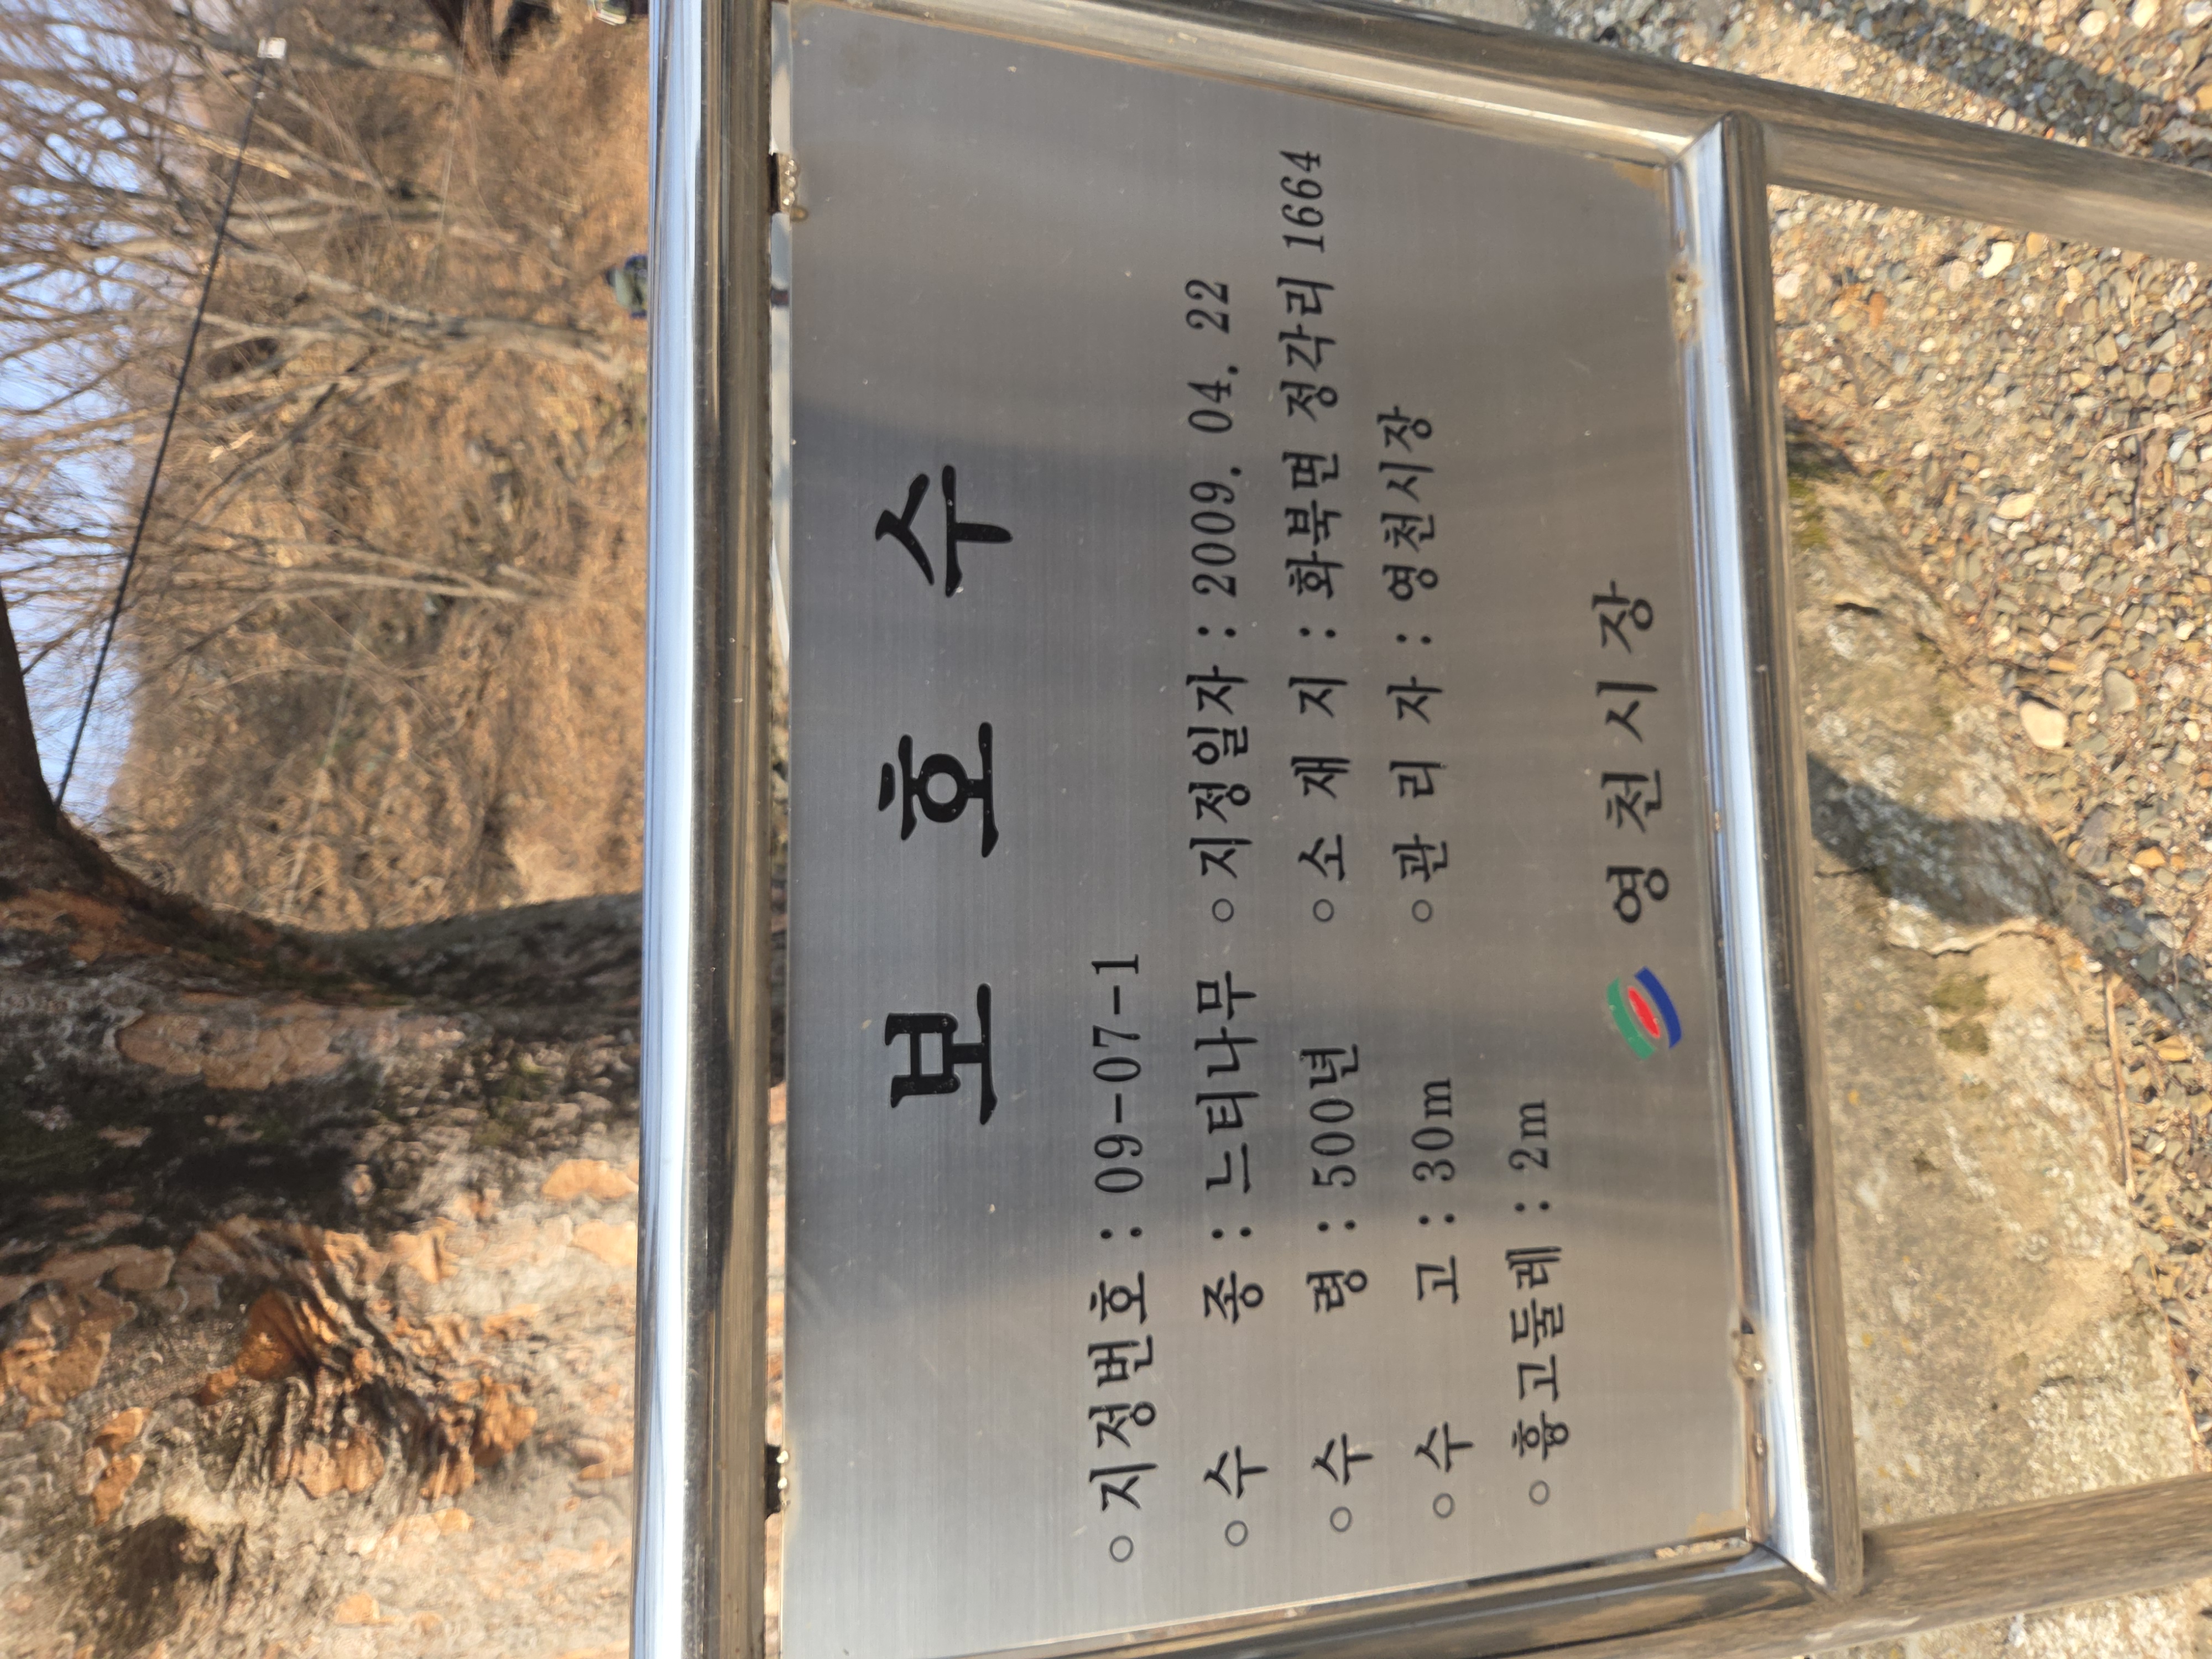 보 호 수
○ 지정번호 : 09-07-1
○ 수 종 : 느티나무 ○ 지정일자 : 2009. 04. 22
○ 수 령 : 500년 ○ 소 재 지 : 화북면 정각리 1664
○ 수 고 : 30m ○ 관 리 자 : 영천시장
○ 흉고둘레 : 2m
영 천 시 장